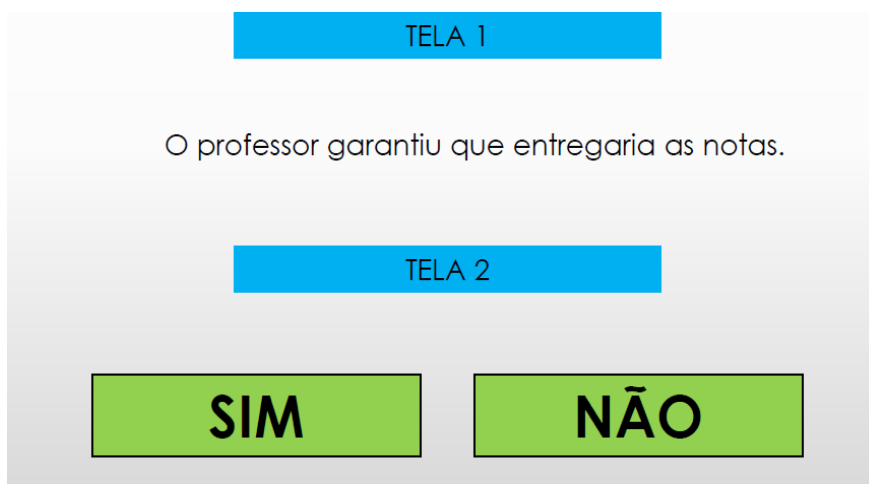 TELA 1
O professor garantiu que entregaria as notas.
TELA 2
SIM NÃO